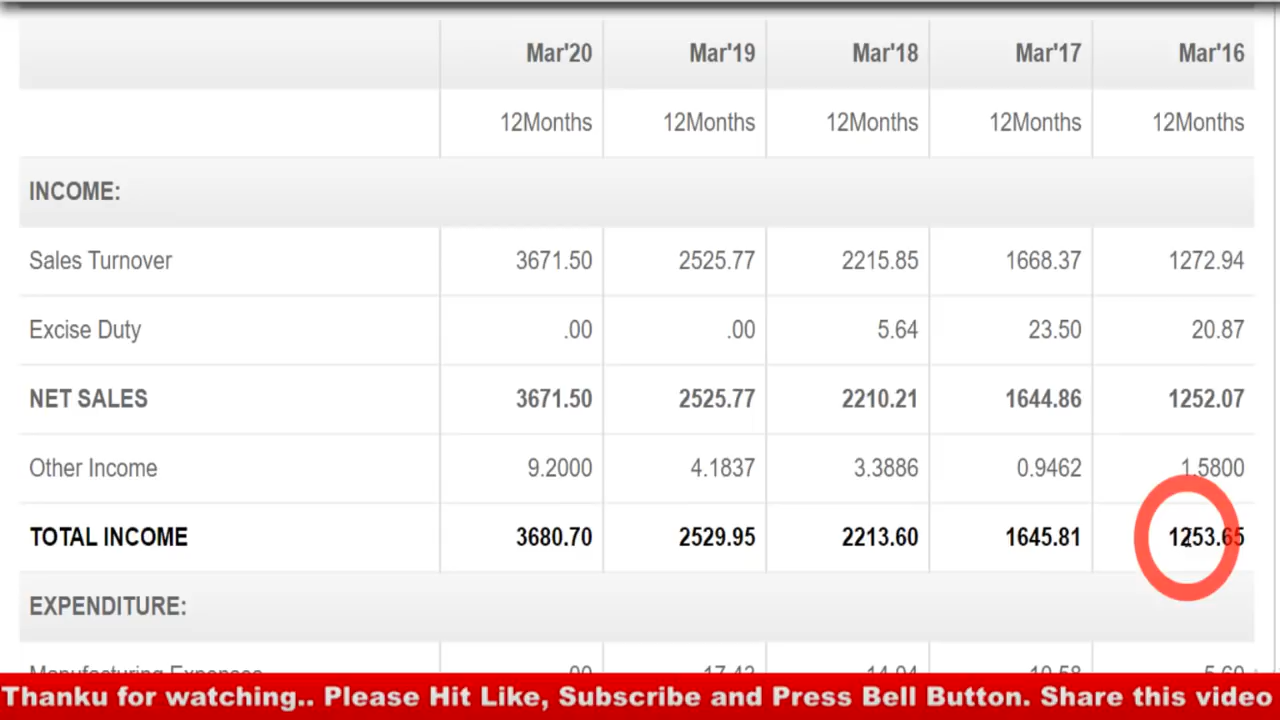 Mar'20 Mar'19 Mar'18 Mar'17 Mar'16
12Months 12Months 12Months 12Months 12Months
INCOME:
Sales Turnover 3671.50 2525.77 2215.85 1668.37 1272.94
Excise Duty .00 .00 5.64 23.50 20.87
NET SALES 3671.50 2525.77 2210.21 1644.86 1252.07
Other Income 9.2000 4.1837 3.3886 0.9462 1.5800
TOTAL INCOME 3680.70 2529.95 2213.60 1645.81 1253.65
EXPENDITURE:
Manufacturing Expenses
Thanku for watching.. Please Hit Like, Subscribe and Press Bell Button. Share this video